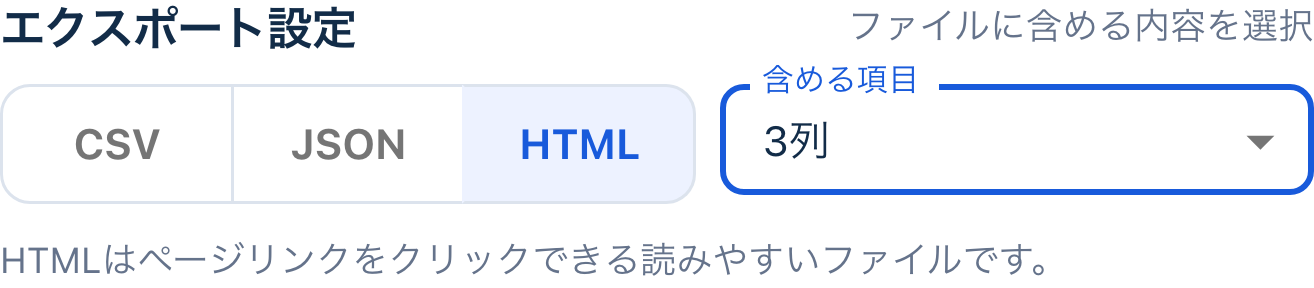 エクスポート設定
ファイルに含める内容を選択
CSV
JSON
HTML
含める項目
3列
HTMLはページリンクをクリックできる読みやすいファイルです。